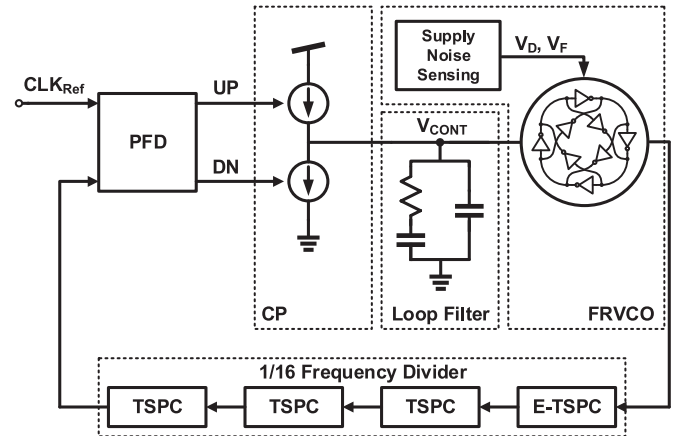 Supply
Noise
Sensing
V_D, V_F
CLK_Ref
UP
PFD
DN
V_CONT
CP
Loop Filter
FRVCO
1/16 Frequency Divider
TSPC
TSPC
TSPC
E-TSPC